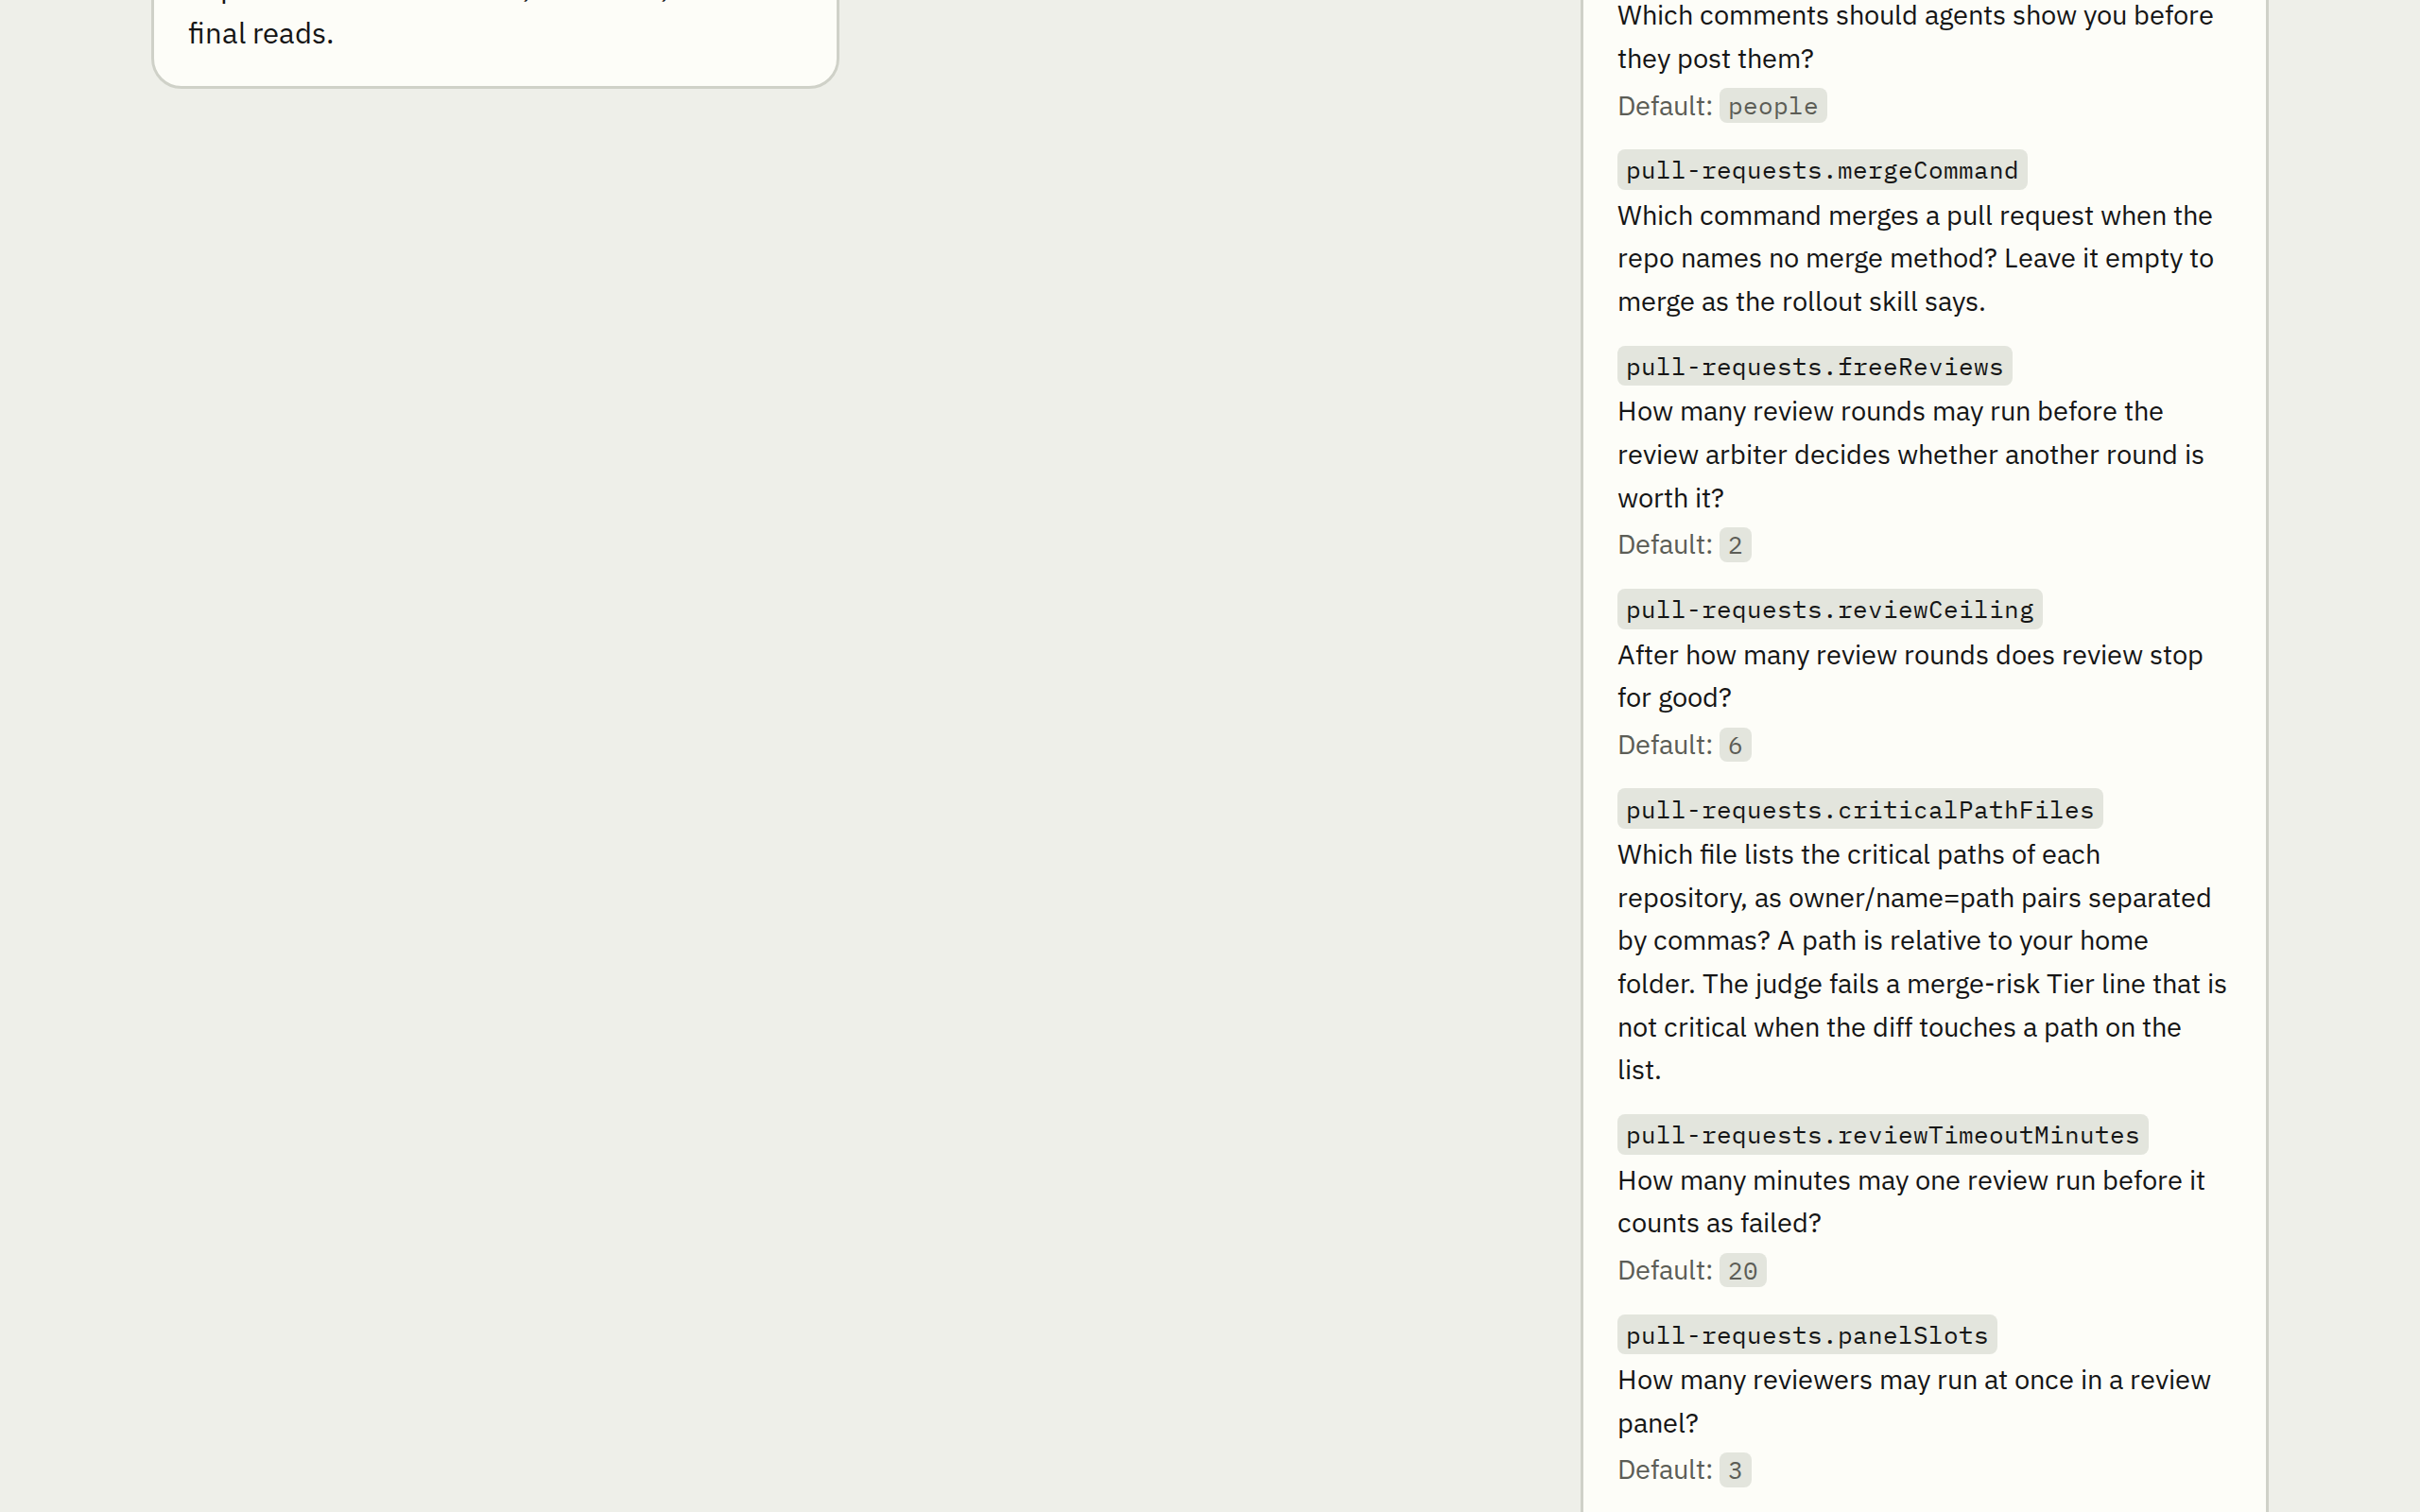 final reads.
Which comments should agents show you before
they post them?
Default: people
pull-requests.mergeCommand
Which command merges a pull request when the
repo names no merge method? Leave it empty to
merge as the rollout skill says.
pull-requests.freeReviews
How many review rounds may run before the
review arbiter decides whether another round is
worth it?
Default: 2
pull-requests.reviewCeiling
After how many review rounds does review stop
for good?
Default: 6
pull-requests.criticalPathFiles
Which file lists the critical paths of each
repository, as owner/name=path pairs separated
by commas? A path is relative to your home
folder. The judge fails a merge-risk Tier line that is
not critical when the diff touches a path on the
list.
pull-requests.reviewTimeoutMinutes
How many minutes may one review run before it
counts as failed?
Default: 20
pull-requests.panelSlots
How many reviewers may run at once in a review
panel?
Default: 3